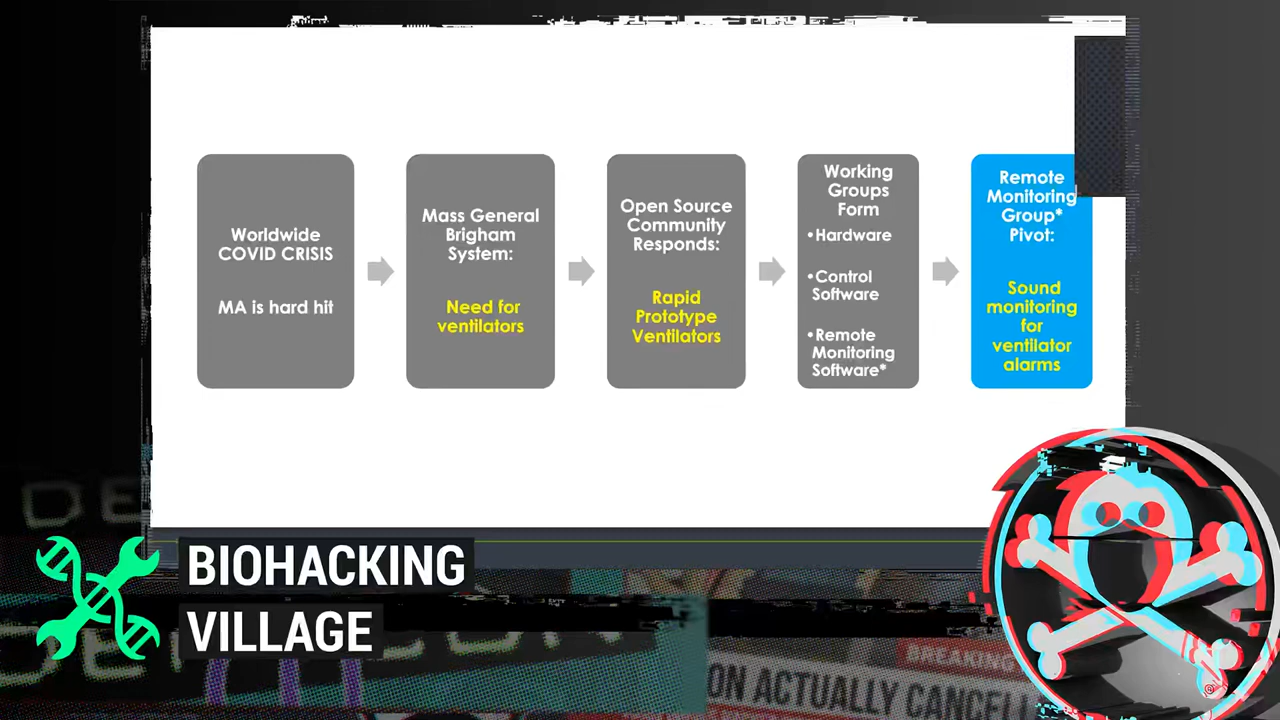 Worldwide
COVID CRISIS
MA is hard hit
Mass General
Brigham
System:
Need for
ventilators
Open Source
Community
Responds:
Rapid
Prototype
Ventilators
Working
Groups
Form
•Hardware
•Control
Software
•Remote
Monitoring
Software*
Remote
Monitoring
Group*
Pivot:
Sound
monitoring
for
ventilator
alarms
BIOHACKING
VILLAGE
BREAKING
ON ACTUALLY CANCELL